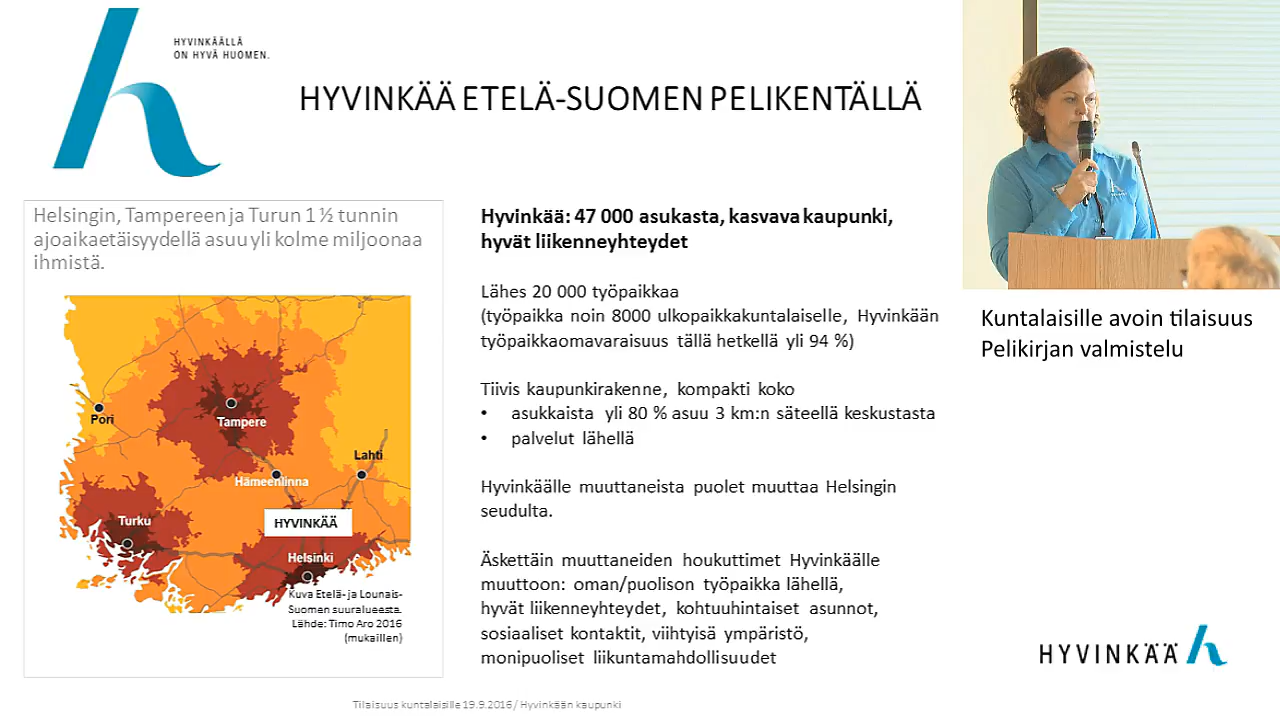 HYVINKÄÄLLÄ
ON HYVÄ HUOMEN.
HYVINKÄÄ ETELÄ-SUOMEN PELIKENTÄLLÄ
Helsingin, Tampereen ja Turun 1 ½ tunnin
ajoaikaetäisyydellä asuu yli kolme miljoonaa
ihmistä.
Pori
Tampere
Lahti
Hämeenlinna
Turku
HYVINKÄÄ
Helsinki
Kuva Etelä- ja Lounais-
Suomen suuralueesta.
Lähde: Timo Aro 2016
(mukaillen)
Hyvinkää: 47 000 asukasta, kasvava kaupunki,
hyvät liikenneyhteydet
Lähes 20 000 työpaikkaa
(työpaikka noin 8000 ulkopaikkakuntalaiselle, Hyvinkään
työpaikkaomavaraisuus tällä hetkellä yli 94 %)
Tiivis kaupunkirakenne, kompakti koko
• asukkaista yli 80 % asuu 3 km:n säteellä keskustasta
• palvelut lähellä
Hyvinkäälle muuttaneista puolet muuttaa Helsingin
seudulta.
Äskettäin muuttaneiden houkuttimet Hyvinkäälle
muuttoon: oman/puolison työpaikka lähellä,
hyvät liikenneyhteydet, kohtuuhintaiset asunnot,
sosiaaliset kontaktit, viihtyisä ympäristö,
monipuoliset liikuntamahdollisuudet
Kuntalaisille avoin tilaisuus
Pelikirjan valmistelu
HYVINKÄÄ
Tilaisuus kuntalaisille 19.9.2016 / Hyvinkään kaupunki